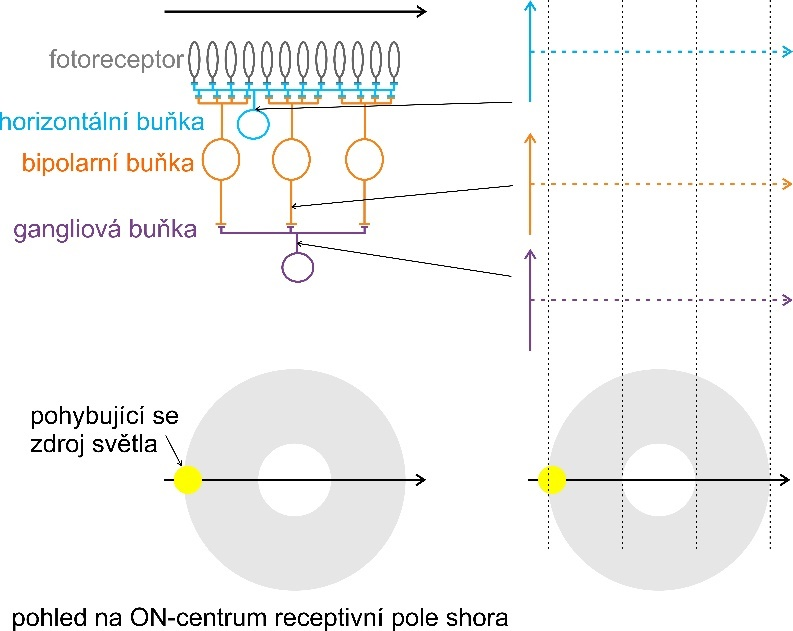 fotoreceptor
horizontální buňka
bipolarní buňka
gangliová buňka
pohybující se
zdroj světla
pohled na ON-centrum receptivní pole shora